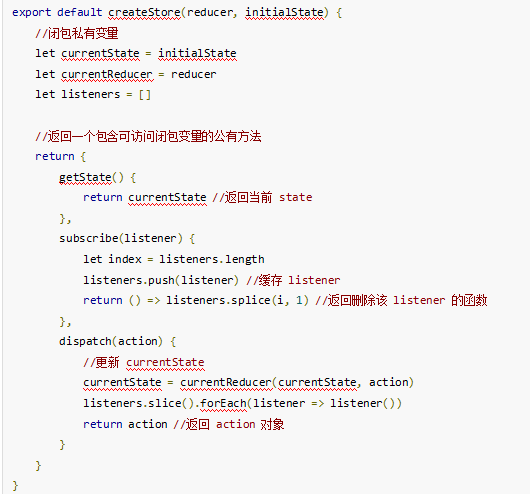 export default createStore(reducer, initialState) {
//闭包私有变量
let currentState = initialState
let currentReducer = reducer
let listeners = []
//返回一个包含可访问闭包变量的公有方法
return {
getState() {
return currentState //返回当前 state
},
subscribe(listener) {
let index = listeners.length
listeners.push(listener) //缓存 listener
return () => listeners.splice(i, 1) //返回删除该 listener 的函数
},
dispatch(action) {
//更新 currentState
currentState = currentReducer(currentState, action)
listeners.slice().forEach(listener => listener())
return action //返回 action 对象
}
}
}